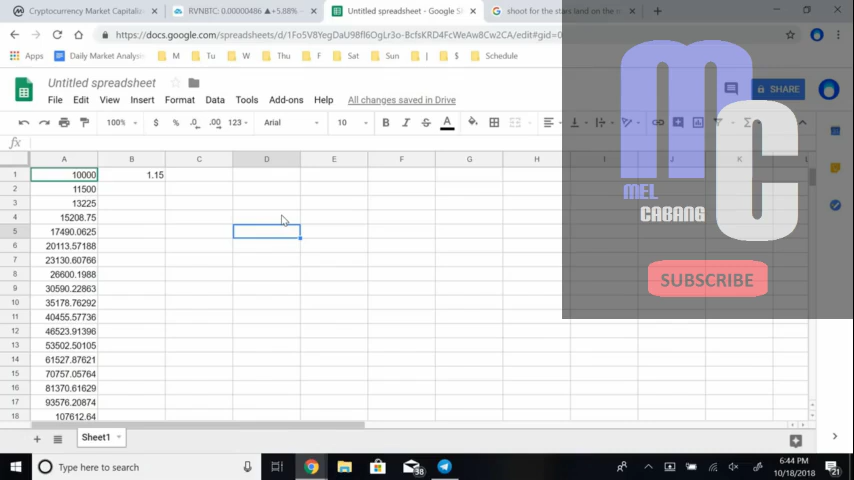 Cryptocurrency Market Capitaliz
RVNBTC: 0.00000486 ▲+5.88%
Untitled spreadsheet - Google S
shoot for the stars land on the m
https://docs.google.com/spreadsheets/d/1Fo5V8YegDaU98fl6OgLr3o-BcfsKRD4FcWeAw8Cw2CA/edit#gid=0
Apps Daily Market Analysis M Tu W Thu F Sat Sun | $ Schedule
Untitled spreadsheet
File Edit View Insert Format Data Tools Add-ons Help All changes saved in Drive
SHARE
100% $ % .0 .00 123 Arial 10 B I S A
fx
A B C D E F G H I J K L
1 10000 1.15
2 11500
3 13225
4 15208.75
5 17490.0625
6 20113.57188
7 23130.60766
8 26600.1988
9 30590.22863
10 35178.76292
11 40455.57736
12 46523.91396
13 53502.50105
14 61527.87621
15 70757.05764
16 81370.61629
17 93576.20874
18 107612.64
MC
MEL
CABANG
SUBSCRIBE
Sheet1
Type here to search
38
6:44 PM
10/18/2018
21